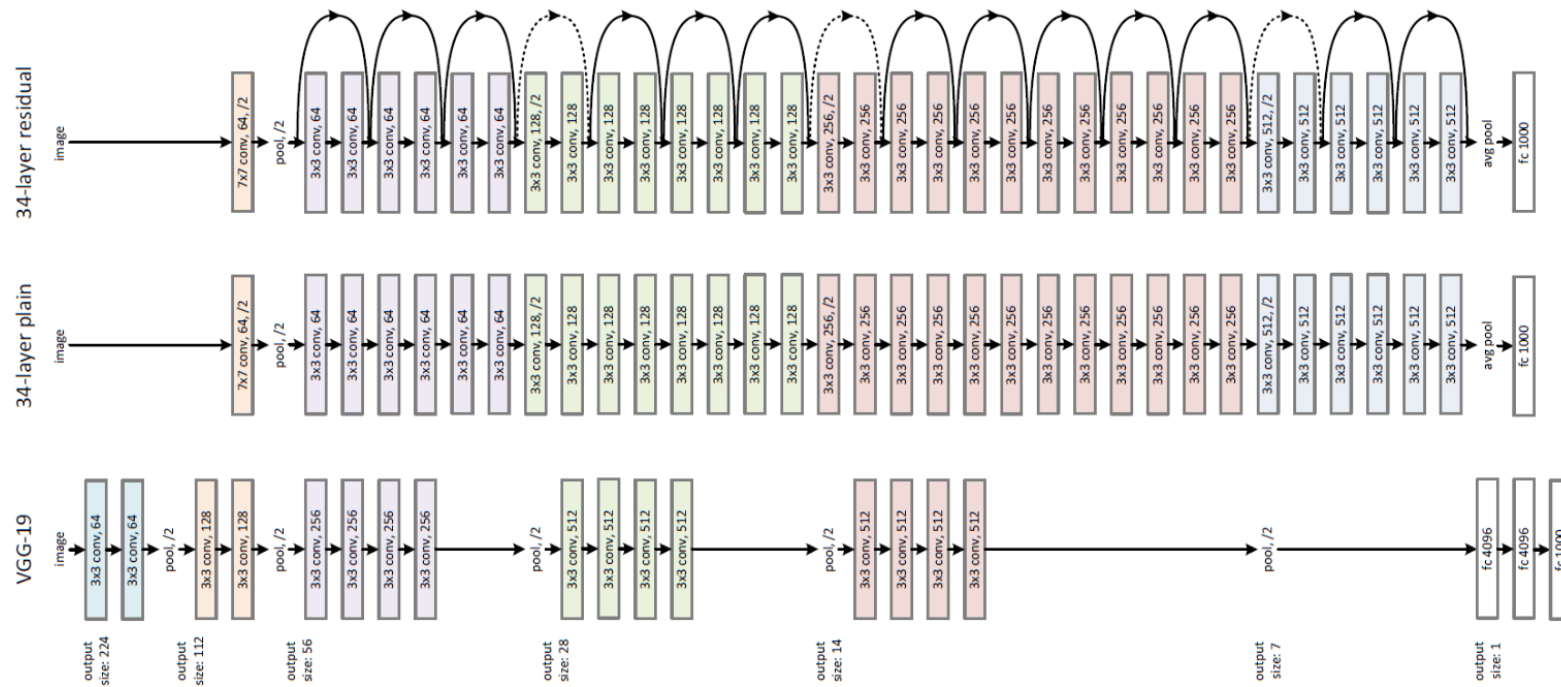 34-layer residual
image
7x7 conv, 64, /2
pool, /2
3x3 conv, 64
3x3 conv, 64
3x3 conv, 64
3x3 conv, 64
3x3 conv, 64
3x3 conv, 64
3x3 conv, 128, /2
3x3 conv, 128
3x3 conv, 128
3x3 conv, 128
3x3 conv, 128
3x3 conv, 128
3x3 conv, 128
3x3 conv, 128
3x3 conv, 256, /2
3x3 conv, 256
3x3 conv, 256
3x3 conv, 256
3x3 conv, 256
3x3 conv, 256
3x3 conv, 256
3x3 conv, 256
3x3 conv, 256
3x3 conv, 256
3x3 conv, 256
3x3 conv, 256
3x3 conv, 512, /2
3x3 conv, 512
3x3 conv, 512
3x3 conv, 512
3x3 conv, 512
3x3 conv, 512
avg pool
fc 1000
34-layer plain
image
7x7 conv, 64, /2
pool, /2
3x3 conv, 64
3x3 conv, 64
3x3 conv, 64
3x3 conv, 64
3x3 conv, 64
3x3 conv, 64
3x3 conv, 128, /2
3x3 conv, 128
3x3 conv, 128
3x3 conv, 128
3x3 conv, 128
3x3 conv, 128
3x3 conv, 128
3x3 conv, 128
3x3 conv, 256, /2
3x3 conv, 256
3x3 conv, 256
3x3 conv, 256
3x3 conv, 256
3x3 conv, 256
3x3 conv, 256
3x3 conv, 256
3x3 conv, 256
3x3 conv, 256
3x3 conv, 256
3x3 conv, 256
3x3 conv, 512, /2
3x3 conv, 512
3x3 conv, 512
3x3 conv, 512
3x3 conv, 512
3x3 conv, 512
avg pool
fc 1000
VGG-19
image
3x3 conv, 64
3x3 conv, 64
pool, /2
3x3 conv, 128
3x3 conv, 128
pool, /2
3x3 conv, 256
3x3 conv, 256
3x3 conv, 256
3x3 conv, 256
pool, /2
3x3 conv, 512
3x3 conv, 512
3x3 conv, 512
3x3 conv, 512
pool, /2
3x3 conv, 512
3x3 conv, 512
3x3 conv, 512
3x3 conv, 512
pool, /2
fc 4096
fc 4096
fc 1000
output
size: 224
output
size: 112
output
size: 56
output
size: 28
output
size: 14
output
size: 7
output
size: 1